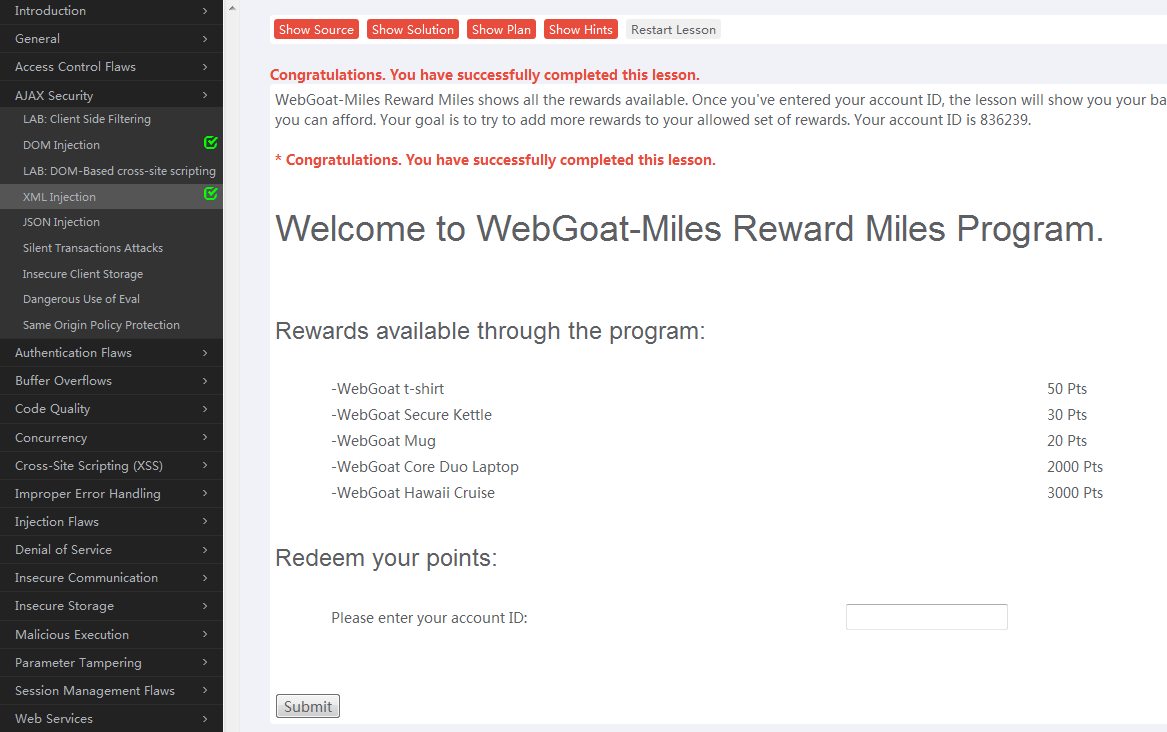 Introduction
General
Access Control Flaws
AJAX Security
LAB: Client Side Filtering
DOM Injection
LAB: DOM-Based cross-site scripting
XML Injection
JSON Injection
Silent Transactions Attacks
Insecure Client Storage
Dangerous Use of Eval
Same Origin Policy Protection
Authentication Flaws
Buffer Overflows
Code Quality
Concurrency
Cross-Site Scripting (XSS)
Improper Error Handling
Injection Flaws
Denial of Service
Insecure Communication
Insecure Storage
Malicious Execution
Parameter Tampering
Session Management Flaws
Web Services
Show Source Show Solution Show Plan Show Hints Restart Lesson
Congratulations. You have successfully completed this lesson.
WebGoat-Miles Reward Miles shows all the rewards available. Once you've entered your account ID, the lesson will show you your ba
you can afford. Your goal is to try to add more rewards to your allowed set of rewards. Your account ID is 836239.
* Congratulations. You have successfully completed this lesson.
Welcome to WebGoat-Miles Reward Miles Program.
Rewards available through the program:
-WebGoat t-shirt 50 Pts
-WebGoat Secure Kettle 30 Pts
-WebGoat Mug 20 Pts
-WebGoat Core Duo Laptop 2000 Pts
-WebGoat Hawaii Cruise 3000 Pts
Redeem your points:
Please enter your account ID:
Submit